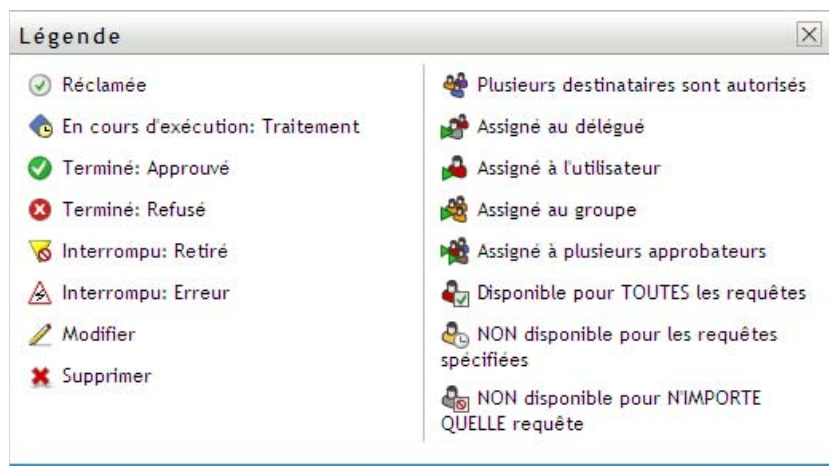 Légende
Réclamée
En cours d'exécution: Traitement
Terminé: Approuvé
Terminé: Refusé
Interrompu: Retiré
Interrompu: Erreur
Modifier
Supprimer
Plusieurs destinataires sont autorisés
Assigné au délégué
Assigné à l'utilisateur
Assigné au groupe
Assigné à plusieurs approbateurs
Disponible pour TOUTES les requêtes
NON disponible pour les requêtes
spécifiées
NON disponible pour N'IMPORTE
QUELLE requête